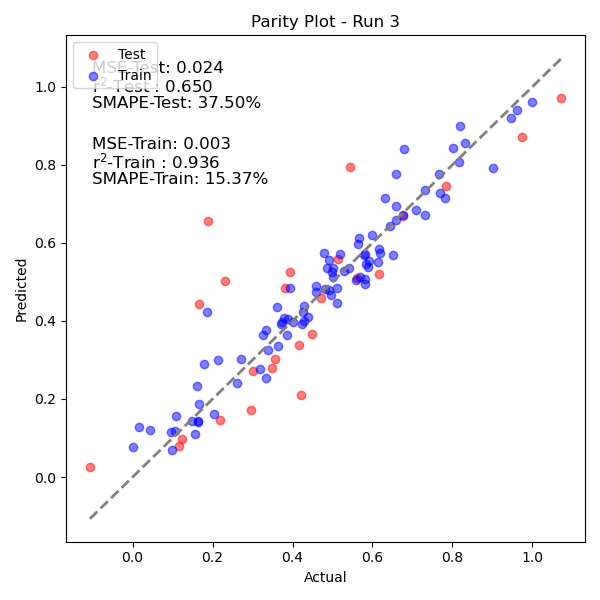 Parity Plot - Run 3
Test
Train
MSE-Test: 0.024
r²-Test : 0.650
SMAPE-Test: 37.50%
MSE-Train: 0.003
r²-Train : 0.936
SMAPE-Train: 15.37%
1.0
0.8
0.6
0.4
0.2
0.0
Predicted
0.0 0.2 0.4 0.6 0.8 1.0
Actual